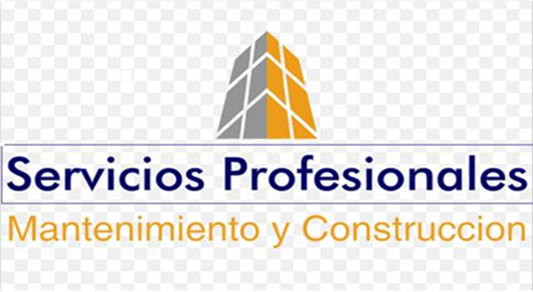 Servicios Profesionales
Mantenimiento y Construccion